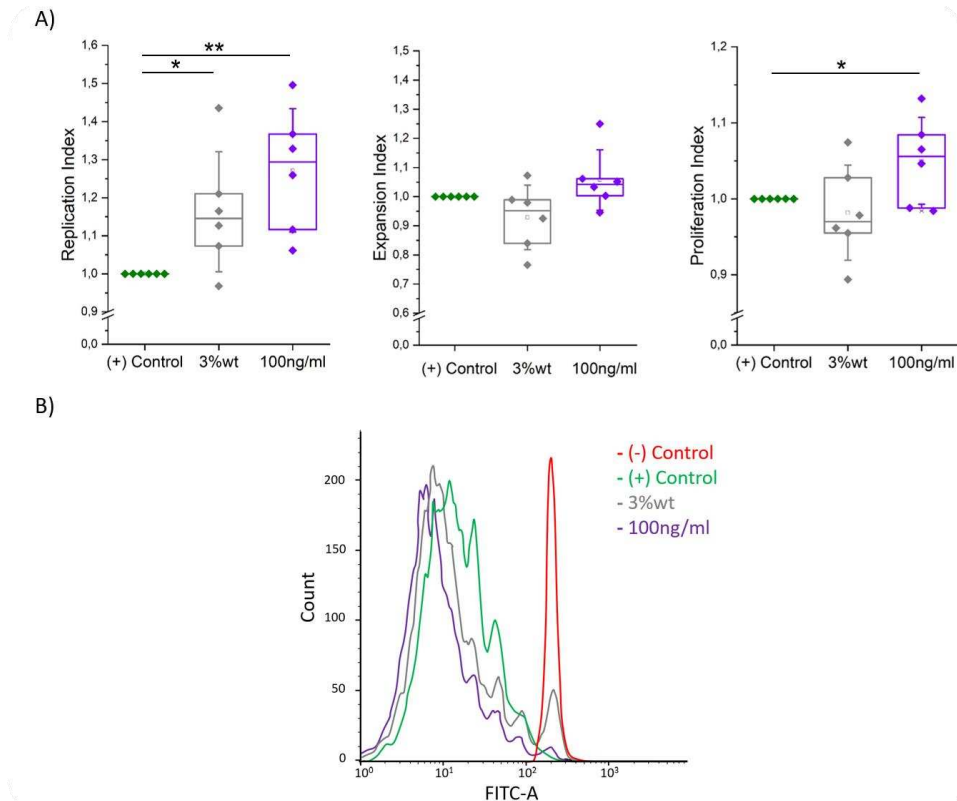 A)
**
*
1,6
1,5
1,4
1,3
1,2
1,1
1,0
0,9
0,0
Replication Index
(+) Control 3%wt 100ng/ml
1,5
1,4
1,3
1,2
1,1
1,0
0,9
0,8
0,7
0,6
0,0
Expansion Index
(+) Control 3%wt 100ng/ml
*
1,2
1,1
1,0
0,9
0,0
Proliferation Index
(+) Control 3%wt 100ng/ml
B)
- (-) Control
- (+) Control
- 3%wt
- 100ng/ml
200
150
100
50
0
Count
10⁰ 10¹ 10² 10³
FITC-A